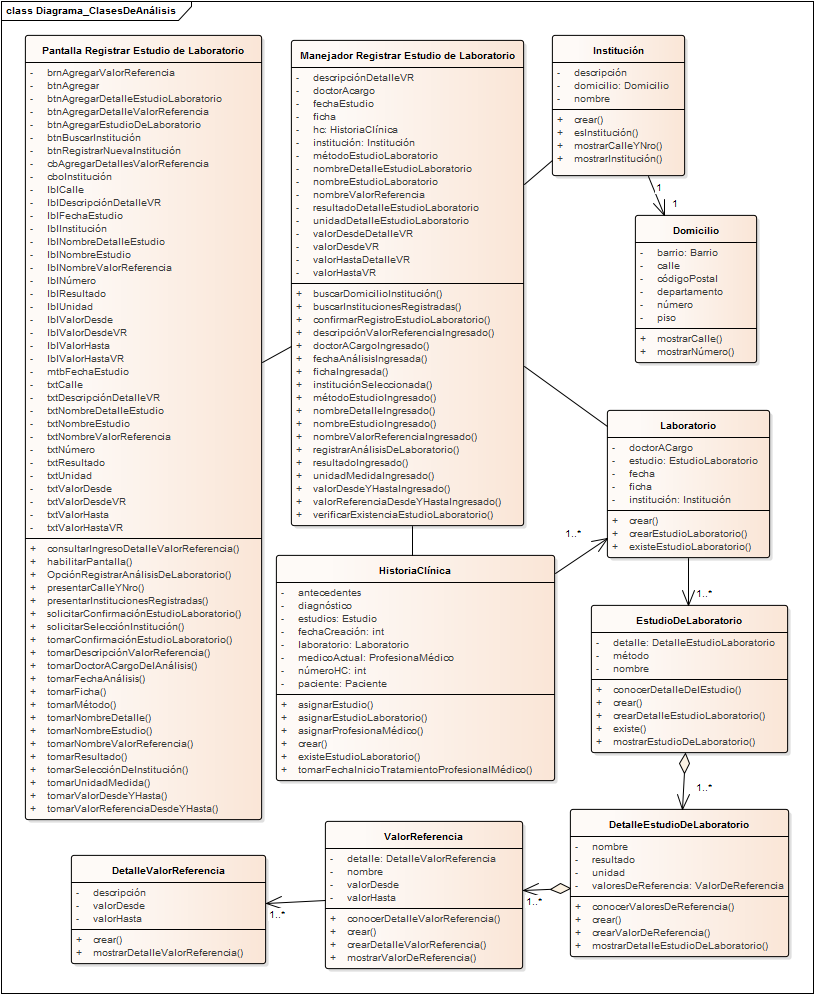 class Diagrama_ClasesDeAnálisis
Pantalla Registrar Estudio de Laboratorio
- brnAgregarValorReferencia
- btnAgregar
- btnAgregarDetalleEstudioLaboratorio
- btnAgregarDetalleValorReferencia
- btnAgregarEstudioDeLaboratorio
- btnBuscarInstitución
- btnRegistrarNuevaInstitución
- cbAgregarDetallesValorReferencia
- cboInstitución
- lblCalle
- lblDescripciónDetalleVR
- lblFechaEstudio
- lblInstitución
- lblNombreDetalleEstudio
- lblNombreEstudio
- lblNombreValorReferencia
- lblNúmero
- lblResultado
- lblUnidad
- lblValorDesde
- lblValorDesdeVR
- lblValorHasta
- lblValorHastaVR
- mtbFechaEstudio
- txtCalle
- txtDescripciónDetalleVR
- txtNombreDetalleEstudio
- txtNombreEstudio
- txtNombreValorReferencia
- txtNúmero
- txtResultado
- txtUnidad
- txtValorDesde
- txtValorDesdeVR
- txtValorHasta
- txtValorHastaVR
+ consultarIngresoDetalleValorReferencia()
+ habilitarPantalla()
+ OpciónRegistrarAnálisisDeLaboratorio()
+ presentarCalleYNro()
+ presentarInstitucionesRegistradas()
+ solicitarConfirmaciónEstudioLaboratorio()
+ solicitarSelecciónInstitución()
+ tomarConfirmaciónEstudioLaboratorio()
+ tomarDescripciónValorReferencia()
+ tomarDoctorACargoDelAnálisis()
+ tomarFechaAnálisis()
+ tomarFicha()
+ tomarMétodo()
+ tomarNombreDetalle()
+ tomarNombreEstudio()
+ tomarNombreValorReferencia()
+ tomarResultado()
+ tomarSelecciónDeInstitución()
+ tomarUnidadMedida()
+ tomarValorDesdeYHasta()
+ tomarValorReferenciaDesdeYHasta()
Manejador Registrar Estudio de Laboratorio
- descripciónDetalleVR
- doctorAcargo
- fechaEstudio
- ficha
- hc: HistoriaClínica
- institución: Institución
- métodoEstudioLaboratorio
- nombreDetalleEstudioLaboratorio
- nombreEstudioLaboratorio
- nombreValorReferencia
- resultadoDetalleEstudioLaboratorio
- unidadDetalleEstudioLaboratorio
- valorDesdeDetalleVR
- valorDesdeVR
- valorHastaDetalleVR
- valorHastaVR
+ buscarDomicilioInstitución()
+ buscarInstitucionesRegistradas()
+ confirmarRegistroEstudioLaboratorio()
+ descripciónValorReferenciaIngresado()
+ doctorACargoIngresado()
+ fechaAnálisisIngresada()
+ fichaIngresada()
+ instituciónSeleccionada()
+ métodoEstudioIngresado()
+ nombreDetalleIngresado()
+ nombreEstudioIngresado()
+ nombreValorReferenciaIngresado()
+ registrarAnálisisDeLaboratorio()
+ resultadoIngresado()
+ unidadMedidaIngresado()
+ valorDesdeYHastaIngresado()
+ valorReferenciaDesdeYHastaIngresado()
+ verificarExistenciaEstudioLaboratorio()
Institución
- descripción
- domicilio: Domicilio
- nombre
+ crear()
+ esInstitución()
+ mostrarCalleYNro()
+ mostrarInstitución()
1
1
Domicilio
- barrio: Barrio
- calle
- códigoPostal
- departamento
- número
- piso
+ mostrarCalle()
+ mostrarNúmero()
Laboratorio
- doctorACargo
- estudio: EstudioLaboratorio
- fecha
- ficha
- institución: Institución
+ crear()
+ crearEstudioLaboratorio()
+ existeEstudioLaboratorio()
1..*
1..*
HistoriaClínica
- antecedentes
- diagnóstico
- estudios: Estudio
- fechaCreación: int
- laboratorio: Laboratorio
- medicoActual: ProfesionaMédico
- númeroHC: int
- paciente: Paciente
+ asignarEstudio()
+ asignarEstudioLaboratorio()
+ asignarProfesionaMédico()
+ crear()
+ existeEstudioLaboratorio()
+ tomarFechaInicioTratamientoProfesionalMédico()
EstudioDeLaboratorio
- detalle: DetalleEstudioLaboratorio
- método
- nombre
+ conocerDetalleDelEstudio()
+ crear()
+ crearDetalleEstudioLaboratorio()
+ existe()
+ mostrarEstudioDeLaboratorio()
1..*
DetalleEstudioDeLaboratorio
- nombre
- resultado
- unidad
- valoresDeReferencia: ValorDeReferencia
+ conocerValoresDeReferencia()
+ crear()
+ crearValorDeReferencia()
+ mostrarDetalleEstudioDeLaboratorio()
1..*
ValorReferencia
- detalle: DetalleValorReferencia
- nombre
- valorDesde
- valorHasta
+ conocerDetalleValorReferencia()
+ crear()
+ crearDetalleValorReferencia()
+ mostrarValorDeReferencia()
1..*
DetalleValorReferencia
- descripción
- valorDesde
- valorHasta
+ crear()
+ mostrarDetalleValorReferencia()